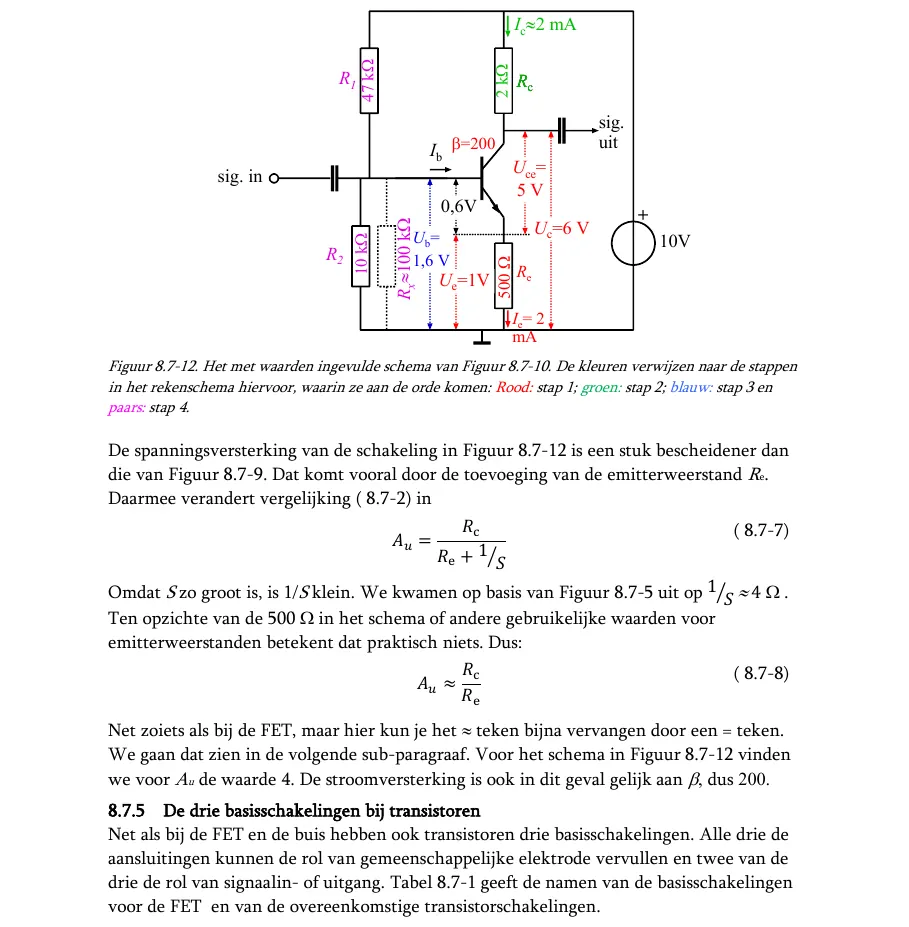 I_c≈2 mA
R_1
47 kΩ
2 kΩ
R_c
sig. uit
I_b
β=200
sig. in
U_ce= 5 V
0,6V
+
10V
R_2
10 kΩ
R_x≈100 kΩ
U_b= 1,6 V
U_c=6 V
U_e=1V
500 Ω
R_e
I_e= 2 mA
Figuur 8.7-12. Het met waarden ingevulde schema van Figuur 8.7-10. De kleuren verwijzen naar de stappen
in het rekenschema hiervoor, waarin ze aan de orde komen: Rood: stap 1; groen: stap 2; blauw: stap 3 en
paars: stap 4.
De spanningsversterking van de schakeling in Figuur 8.7-12 is een stuk bescheidener dan
die van Figuur 8.7-9. Dat komt vooral door de toevoeging van de emitterweerstand R_e.
Daarmee verandert vergelijking ( 8.7-2) in
A_u = R_c / (R_e + 1/S) ( 8.7-7)
Omdat S zo groot is, is 1/S klein. We kwamen op basis van Figuur 8.7-5 uit op 1/S ≈4 Ω .
Ten opzichte van de 500 Ω in het schema of andere gebruikelijke waarden voor
emitterweerstanden betekent dat praktisch niets. Dus:
A_u ≈ R_c / R_e ( 8.7-8)
Net zoiets als bij de FET, maar hier kun je het ≈ teken bijna vervangen door een = teken.
We gaan dat zien in de volgende sub-paragraaf. Voor het schema in Figuur 8.7-12 vinden
we voor A_u de waarde 4. De stroomversterking is ook in dit geval gelijk aan β, dus 200.
8.7.5 De drie basisschakelingen bij transistoren
Net als bij de FET en de buis hebben ook transistoren drie basisschakelingen. Alle drie de
aansluitingen kunnen de rol van gemeenschappelijke elektrode vervullen en twee van de
drie de rol van signaalin- of uitgang. Tabel 8.7-1 geeft de namen van de basisschakelingen
voor de FET en van de overeenkomstige transistorschakelingen.